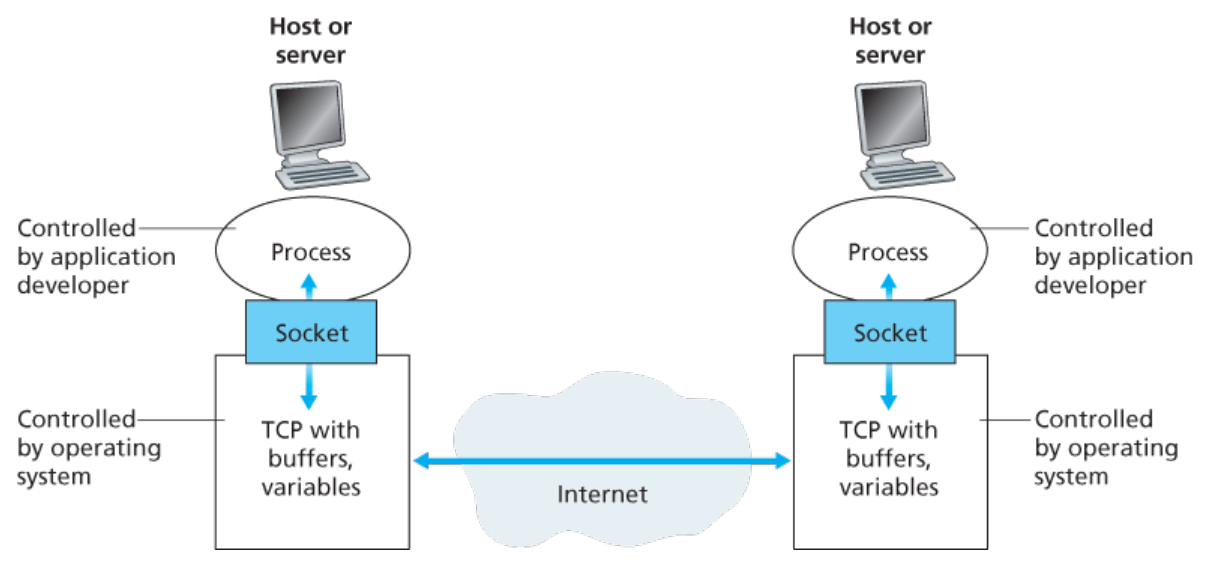 Host or
server
Host or
server
Controlled
by application
developer
Process
Process
Controlled
by application
developer
Socket
Socket
Controlled
by operating
system
TCP with
buffers,
variables
Internet
TCP with
buffers,
variables
Controlled
by operating
system